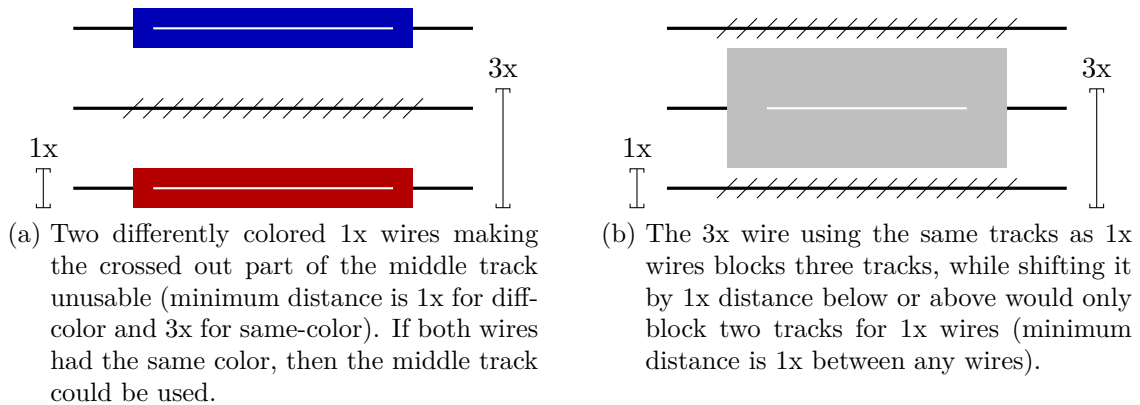 3x
1x
3x
1x
(a) Two differently colored 1x wires making
the crossed out part of the middle track
unusable (minimum distance is 1x for diff-
color and 3x for same-color). If both wires
had the same color, then the middle track
could be used.
(b) The 3x wire using the same tracks as 1x
wires blocks three tracks, while shifting it
by 1x distance below or above would only
block two tracks for 1x wires (minimum
distance is 1x between any wires).